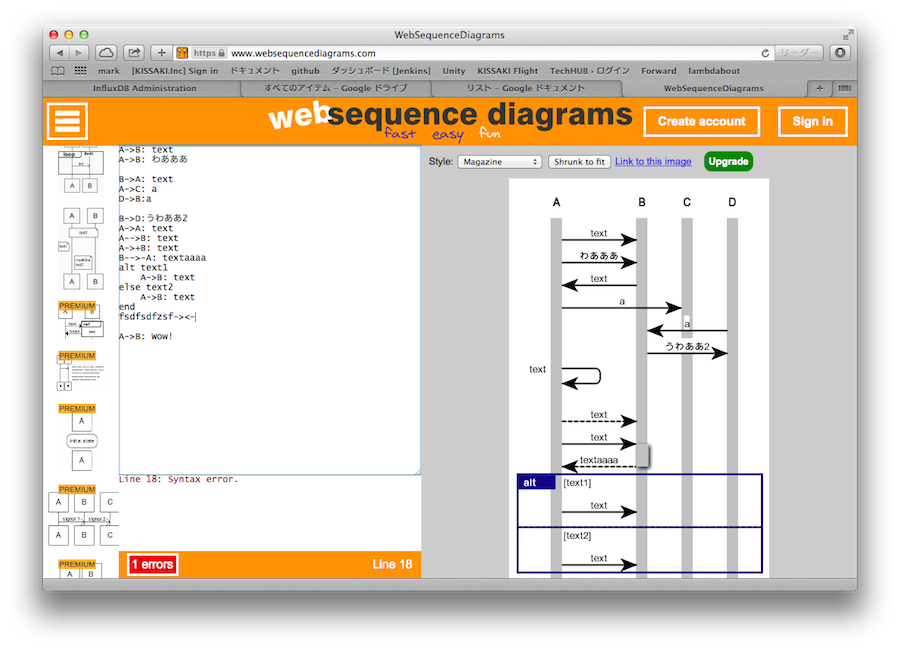 WebSequenceDiagrams
https www.websequencediagrams.com リーダー
mark [KISSAKI.Inc] Sign in ドキュメント github ダッシュボード [Jenkins] Unity KISSAKI Flight TechHUB › ログイン Forward lambdabout
InfluxDB Administration すべてのアイテム – Google ドライブ リスト – Google ドキュメント WebSequenceDiagrams +
websequence diagrams
fast · easy · fun
Create account
Sign in
loop
A B
A B
A B
PREMIUM
A B
PREMIUM
PREMIUM
A
Initial state
A
PREMIUM
A B C
signal 1 signal 2
A B C
PREMIUM
A B
A->B: text
A->B: わあああ
B->A: text
A->C: a
D->B:a
B->D:うわああ2
A->A: text
A-->B: text
A->+B: text
B-->-A: textaaaa
alt text1
A->B: text
else text2
A->B: text
end
fsdfsdfzsf-><-
A->B: Wow!
Line 18: Syntax error.
1 errors
Line 18
Style: Magazine Shrunk to fit Link to this image Upgrade
A B C D
text
わあああ
text
a
a
うわああ2
text
text
text
textaaaa
alt [text1]
text
[text2]
text